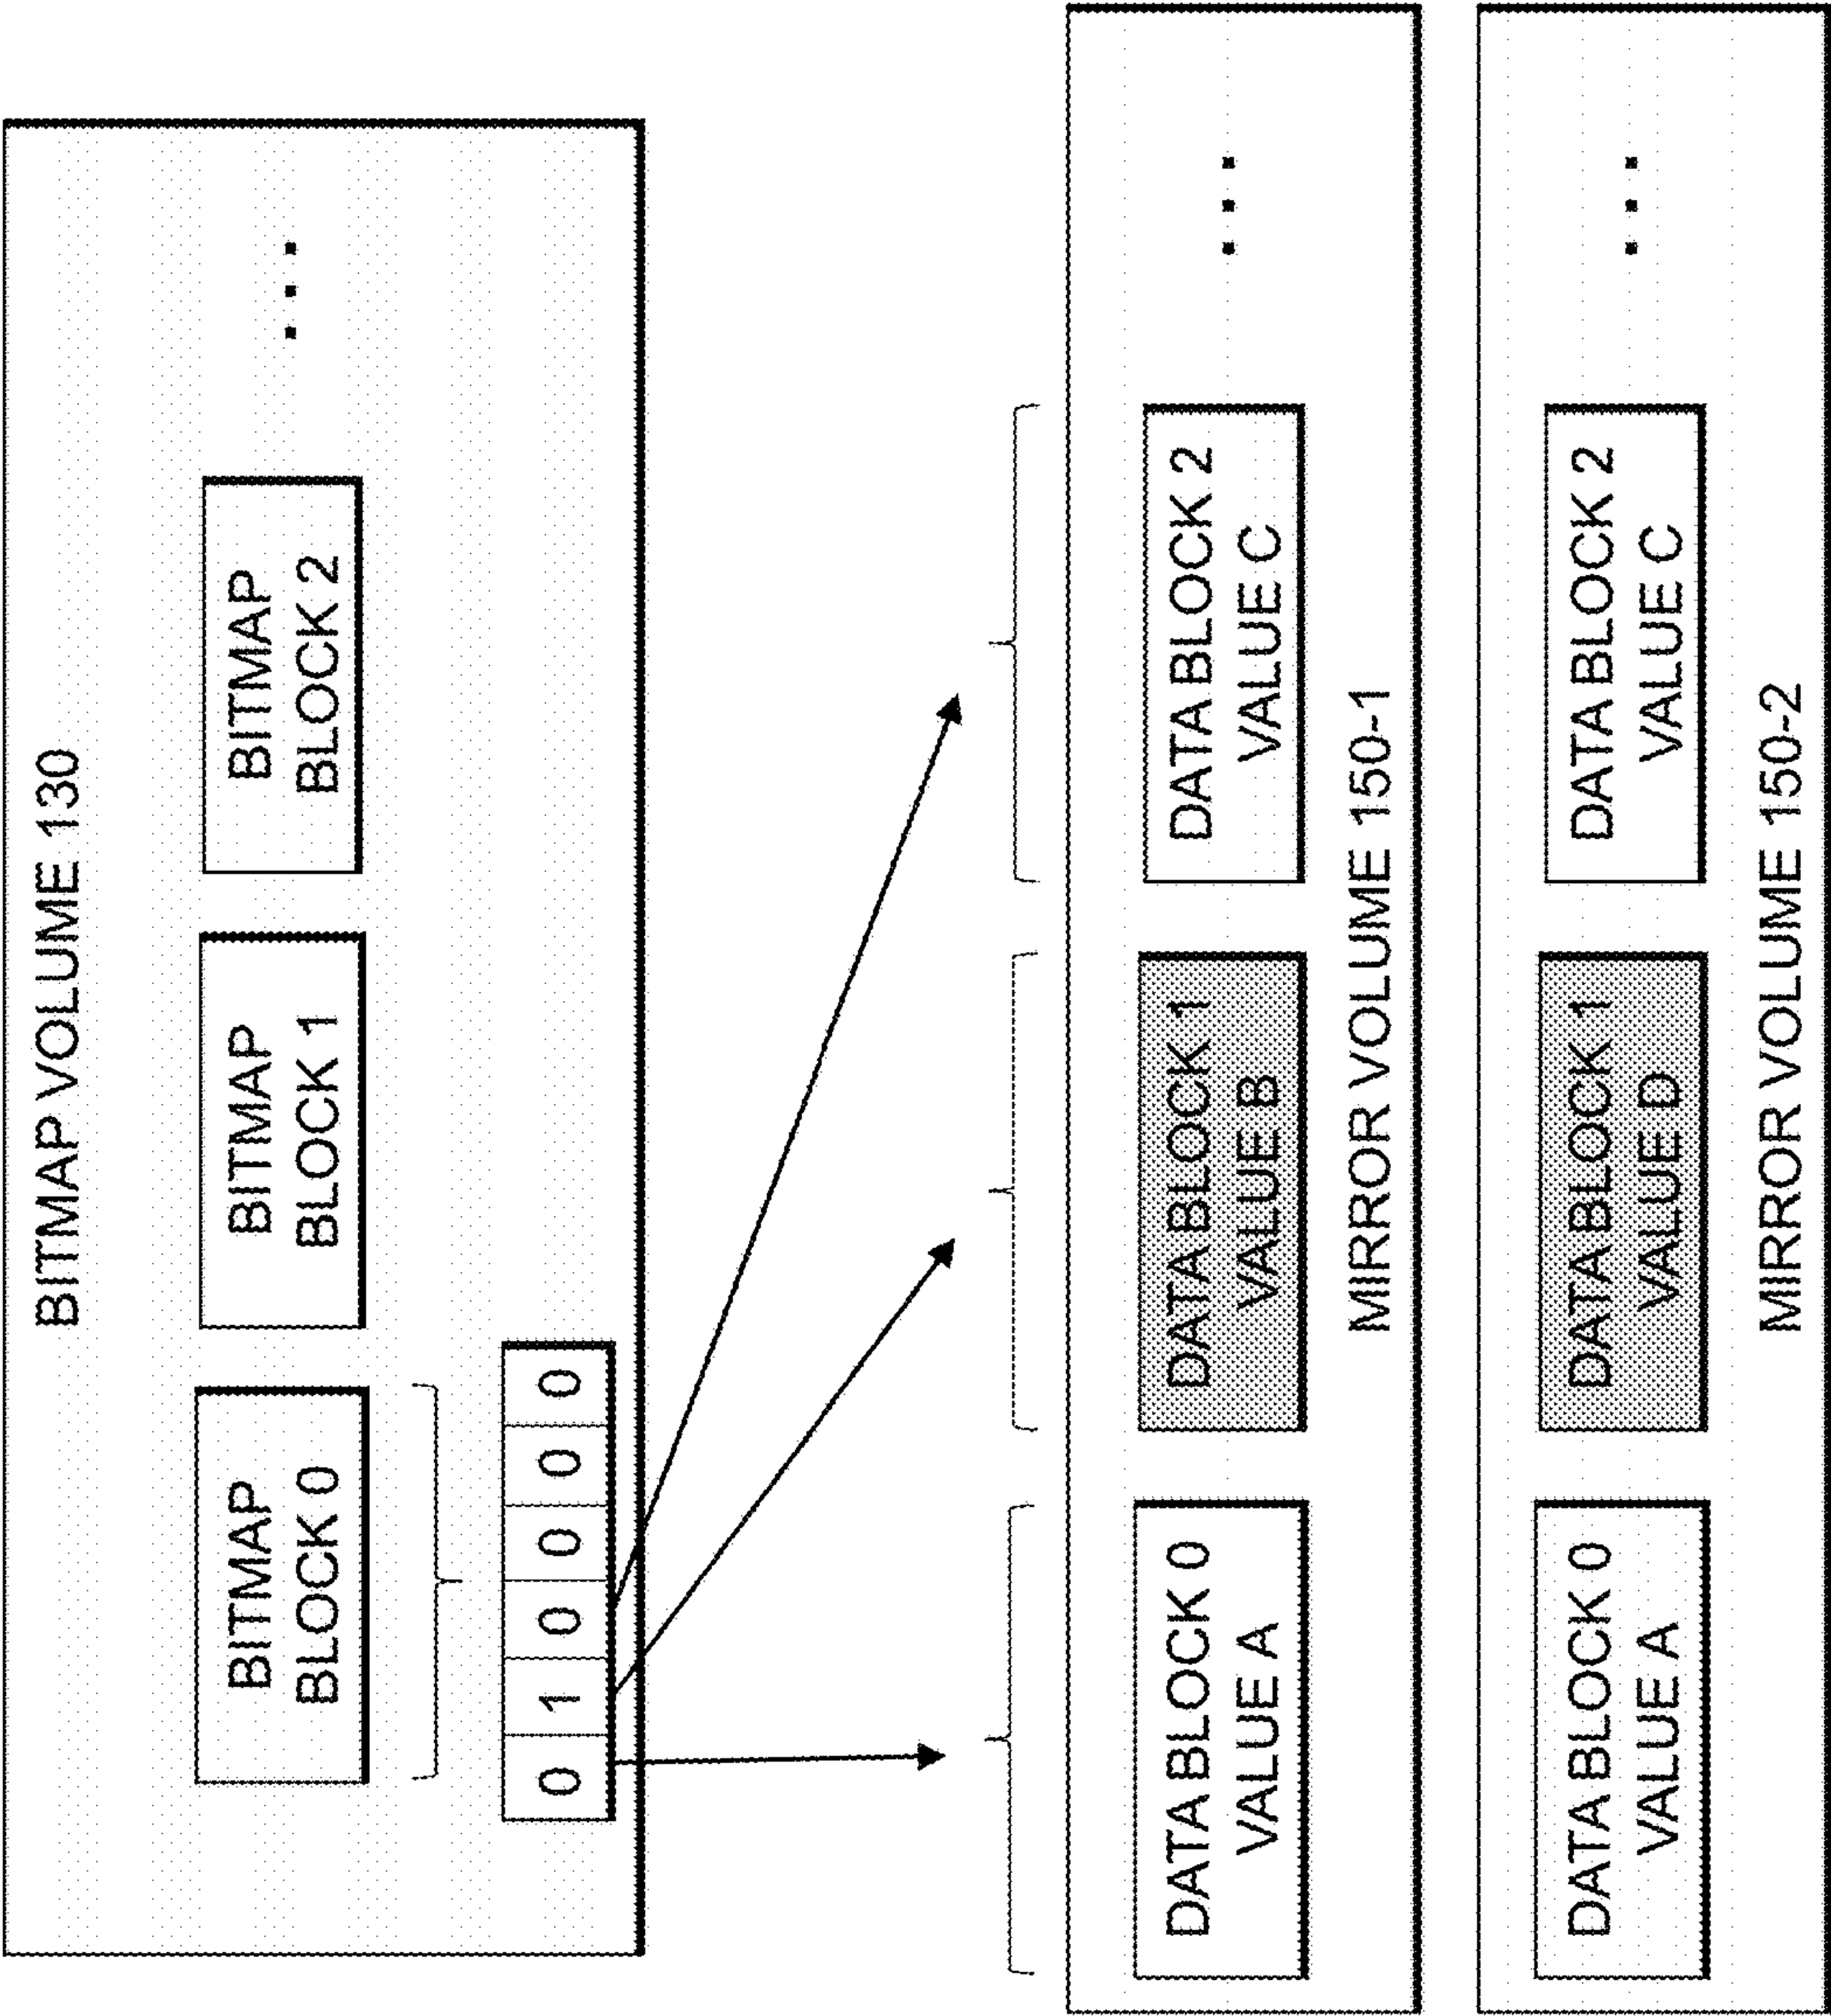 BITMAP VOLUME 130
BITMAP
BLOCK 0
BITMAP
BLOCK 1
BITMAP
BLOCK 2
...
0 1 0 0 0 0
DATA BLOCK 0
VALUE A
DATA BLOCK 1
VALUE B
DATA BLOCK 2
VALUE C
...
MIRROR VOLUME 150-1
DATA BLOCK 0
VALUE A
DATA BLOCK 1
VALUE D
DATA BLOCK 2
VALUE C
...
MIRROR VOLUME 150-2